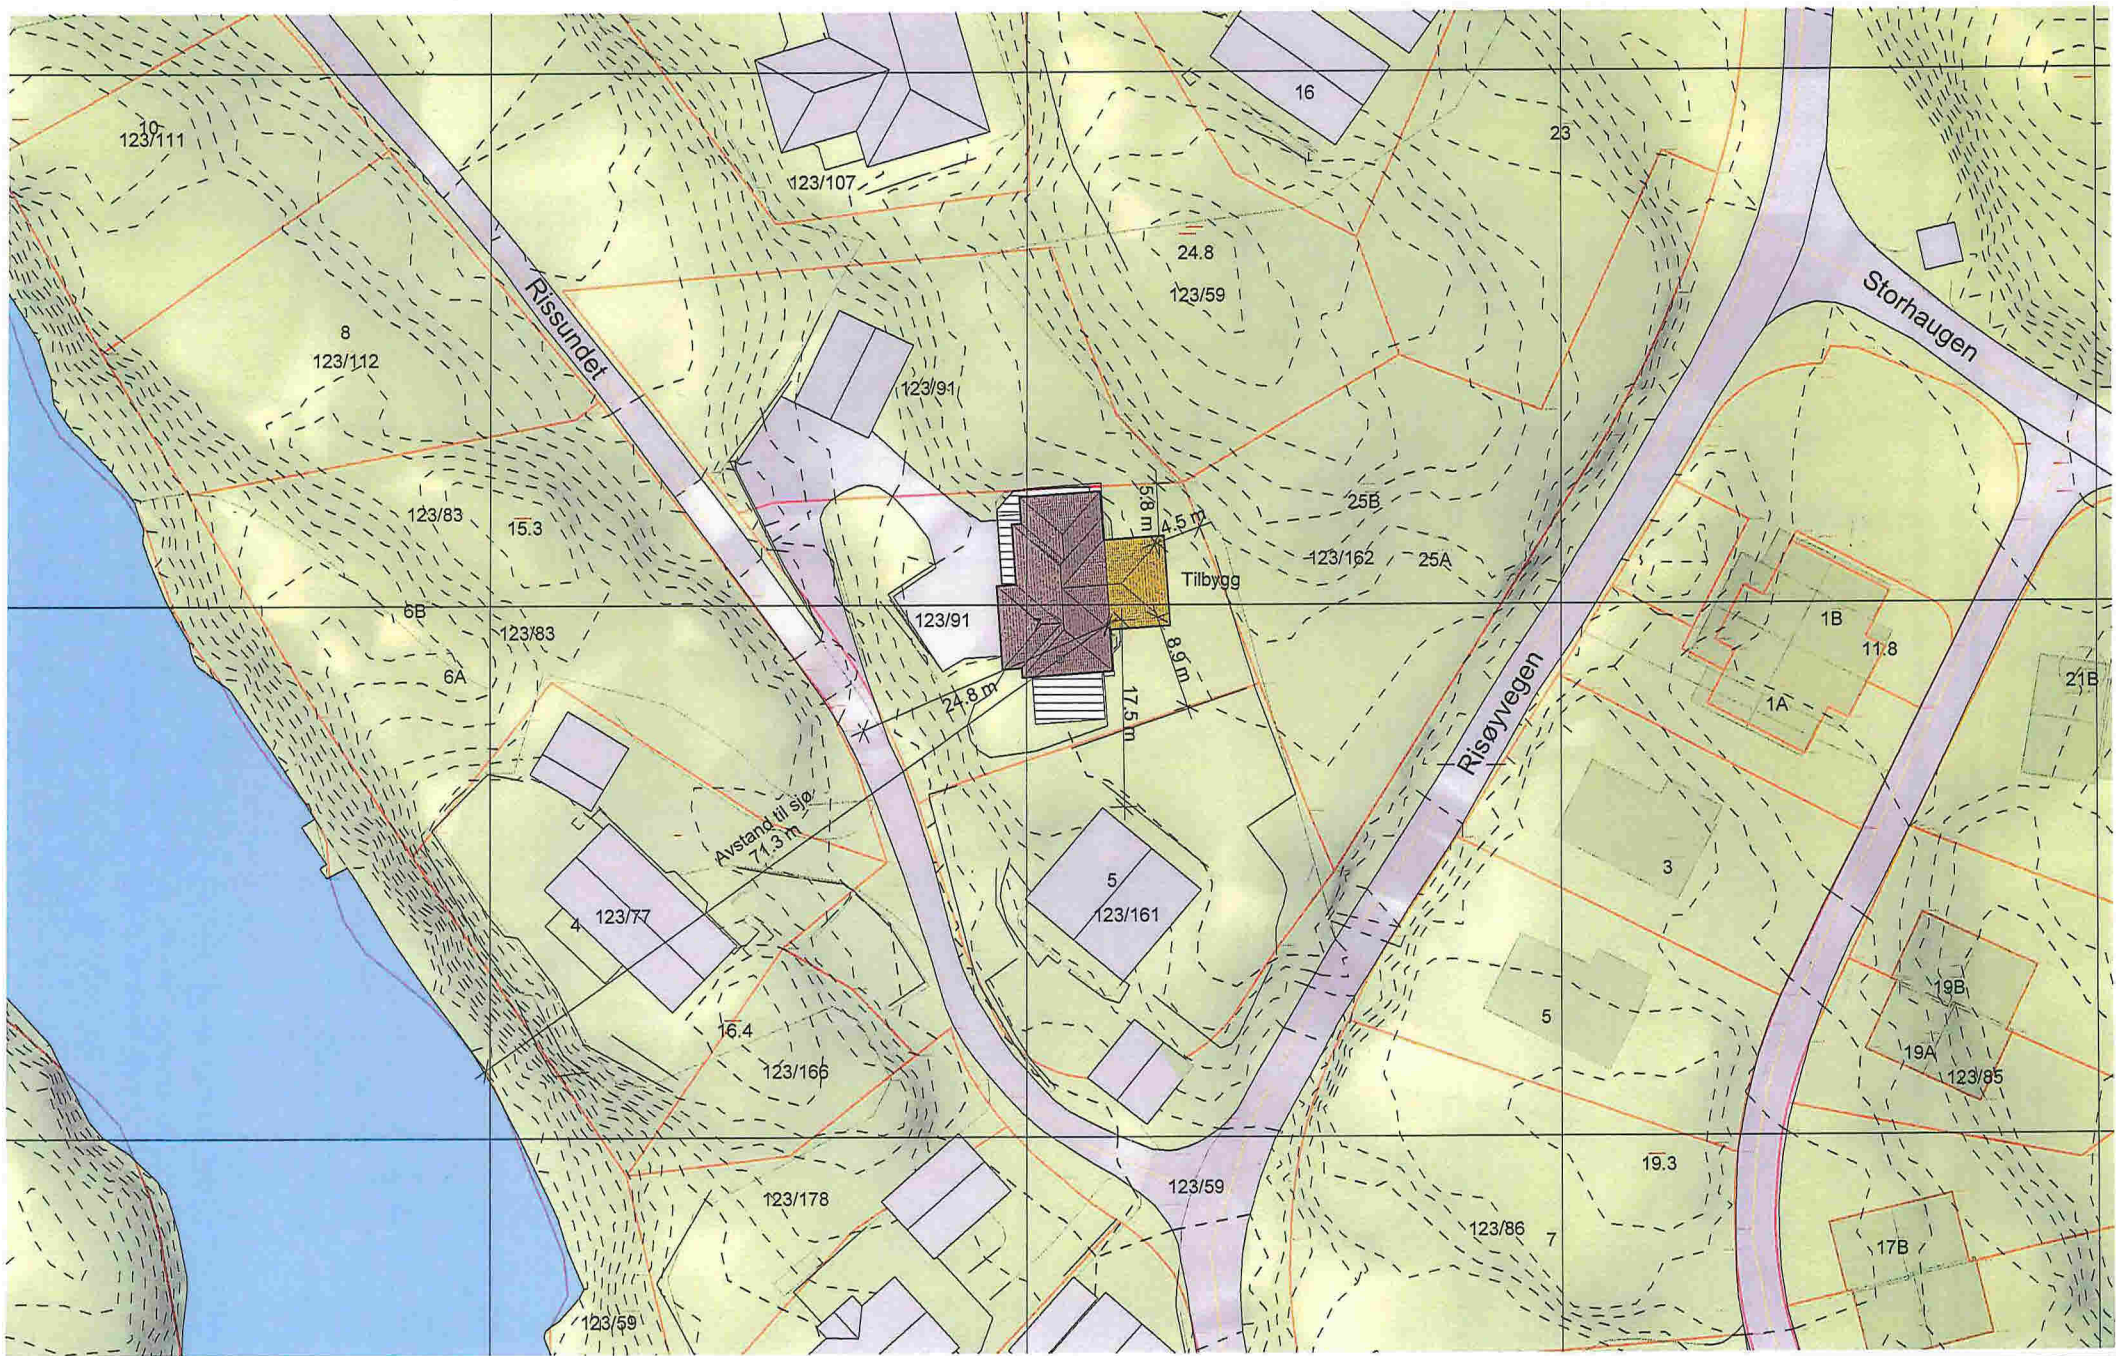 16
10
123/111
23
123/107
24.8
123/59
Rissundet
Storhaugen
8
123/112
123/91
5.8 m
25B
4.5 m
123/83
15.3
123/162
25A
Tilbygg
6B
123/91
1B
123/83
11.8
8.9 m
6A
21B
24.8 m
17.5 m
1A
Risøyvegen
Avstand til sjø
71.3 m
3
5
123/77
4
123/161
19B
5
16.4
19A
123/166
123/85
19.3
123/59
123/178
123/86
7
17B
123/59